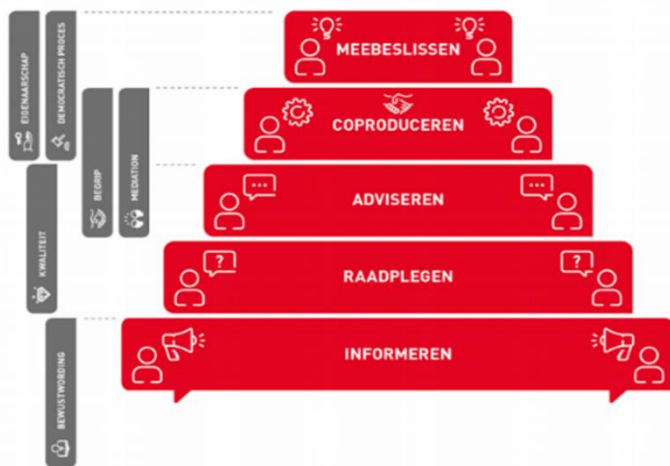 EIGENAARSCHAP
DEMOCRATISCH PROCES
MEEBESLISSEN
BEGRIP
MEDIATION
COPRODUCEREN
KWALITEIT
...
ADVISEREN
...
?
RAADPLEGEN
?
BEWUSTWORDING
INFORMEREN